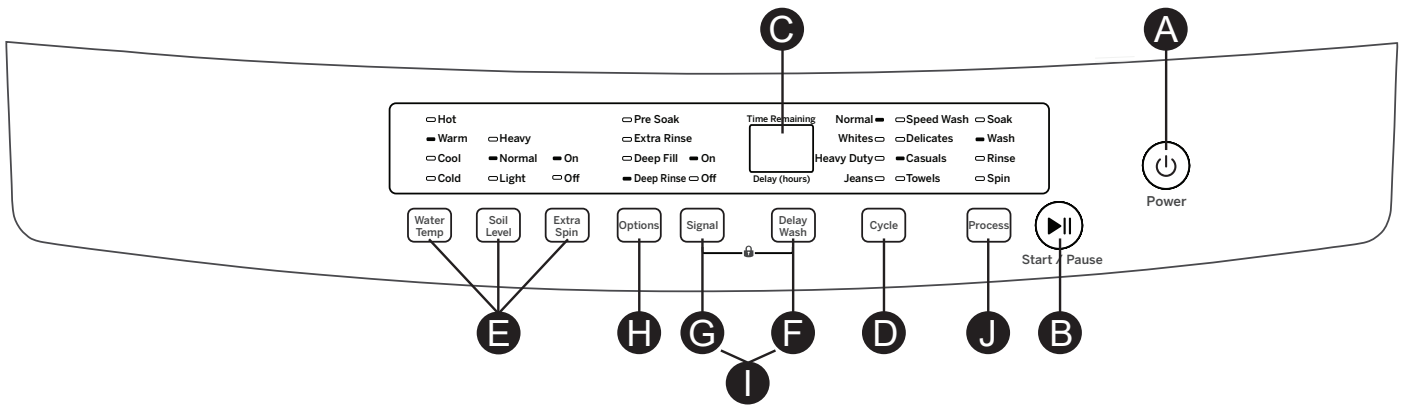 C
A
Hot
Pre Soak
Time Remaining
Normal
Speed Wash
Soak
Warm
Heavy
Extra Rinse
Whites
Delicates
Wash
Cool
Normal
On
Deep Fill
On
Heavy Duty
Casuals
Rinse
Cold
Light
Off
Deep Rinse
Off
Delay (hours)
Jeans
Towels
Spin
Power
Water
Temp
Soil
Level
Extra
Spin
Options
Signal
Delay
Wash
Cycle
Process
Start / Pause
E
H
G
F
D
J
B
I